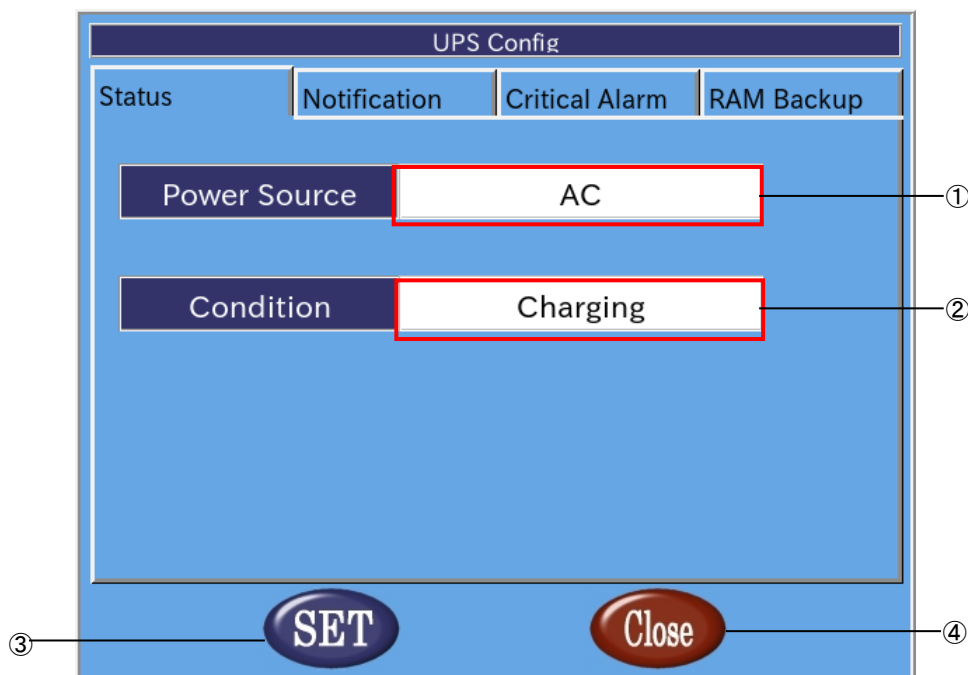 UPS Config
Status Notification Critical Alarm RAM Backup
Power Source AC ①
Condition Charging ②
③ SET Close ④